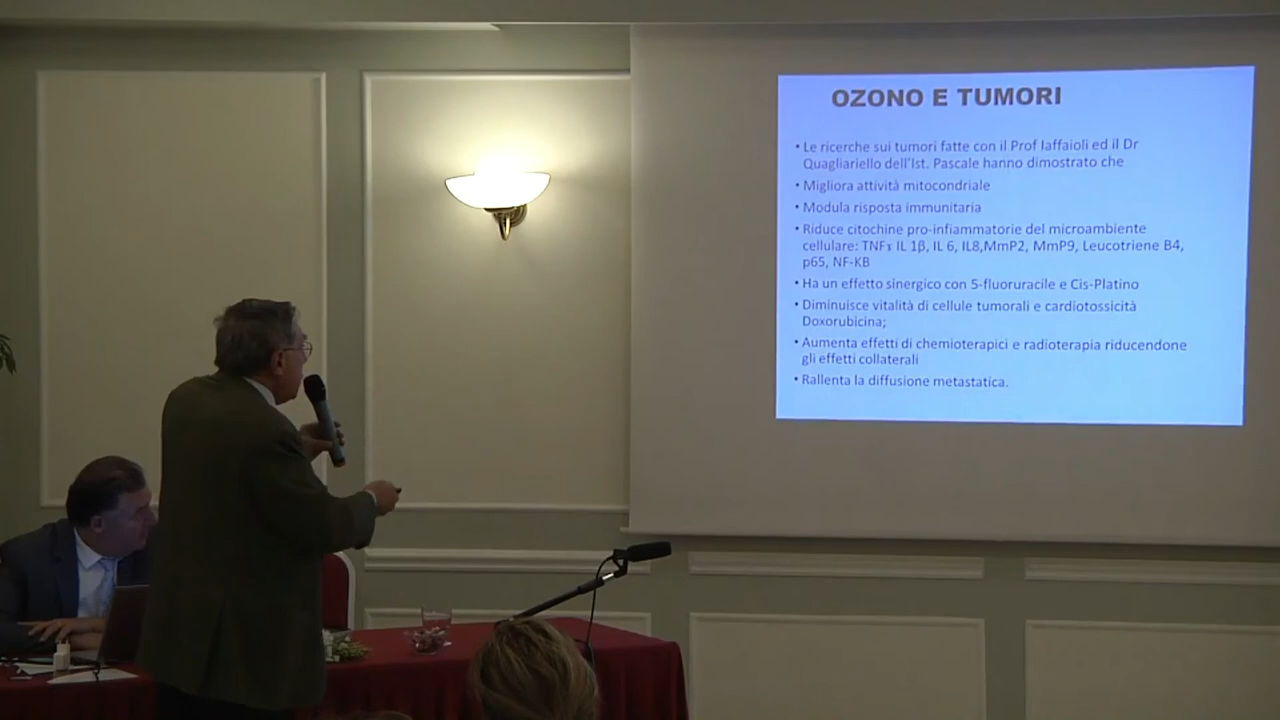 OZONO E TUMORI
• Le ricerche sui tumori fatte con il Prof Iaffaioli ed il Dr
Quagliariello dell'Ist. Pascale hanno dimostrato che
• Migliora attività mitocondriale
• Modula risposta immunitaria
• Riduce citochine pro-infiammatorie del microambiente
cellulare: TNFτ IL 1β, IL 6, IL8,MmP2, MmP9, Leucotriene B4,
p65, NF-KB
• Ha un effetto sinergico con 5-fluoruracile e Cis-Platino
• Diminuisce vitalità di cellule tumorali e cardiotossicità
Doxorubicina;
• Aumenta effetti di chemioterapici e radioterapia riducendone
gli effetti collaterali
• Rallenta la diffusione metastatica.